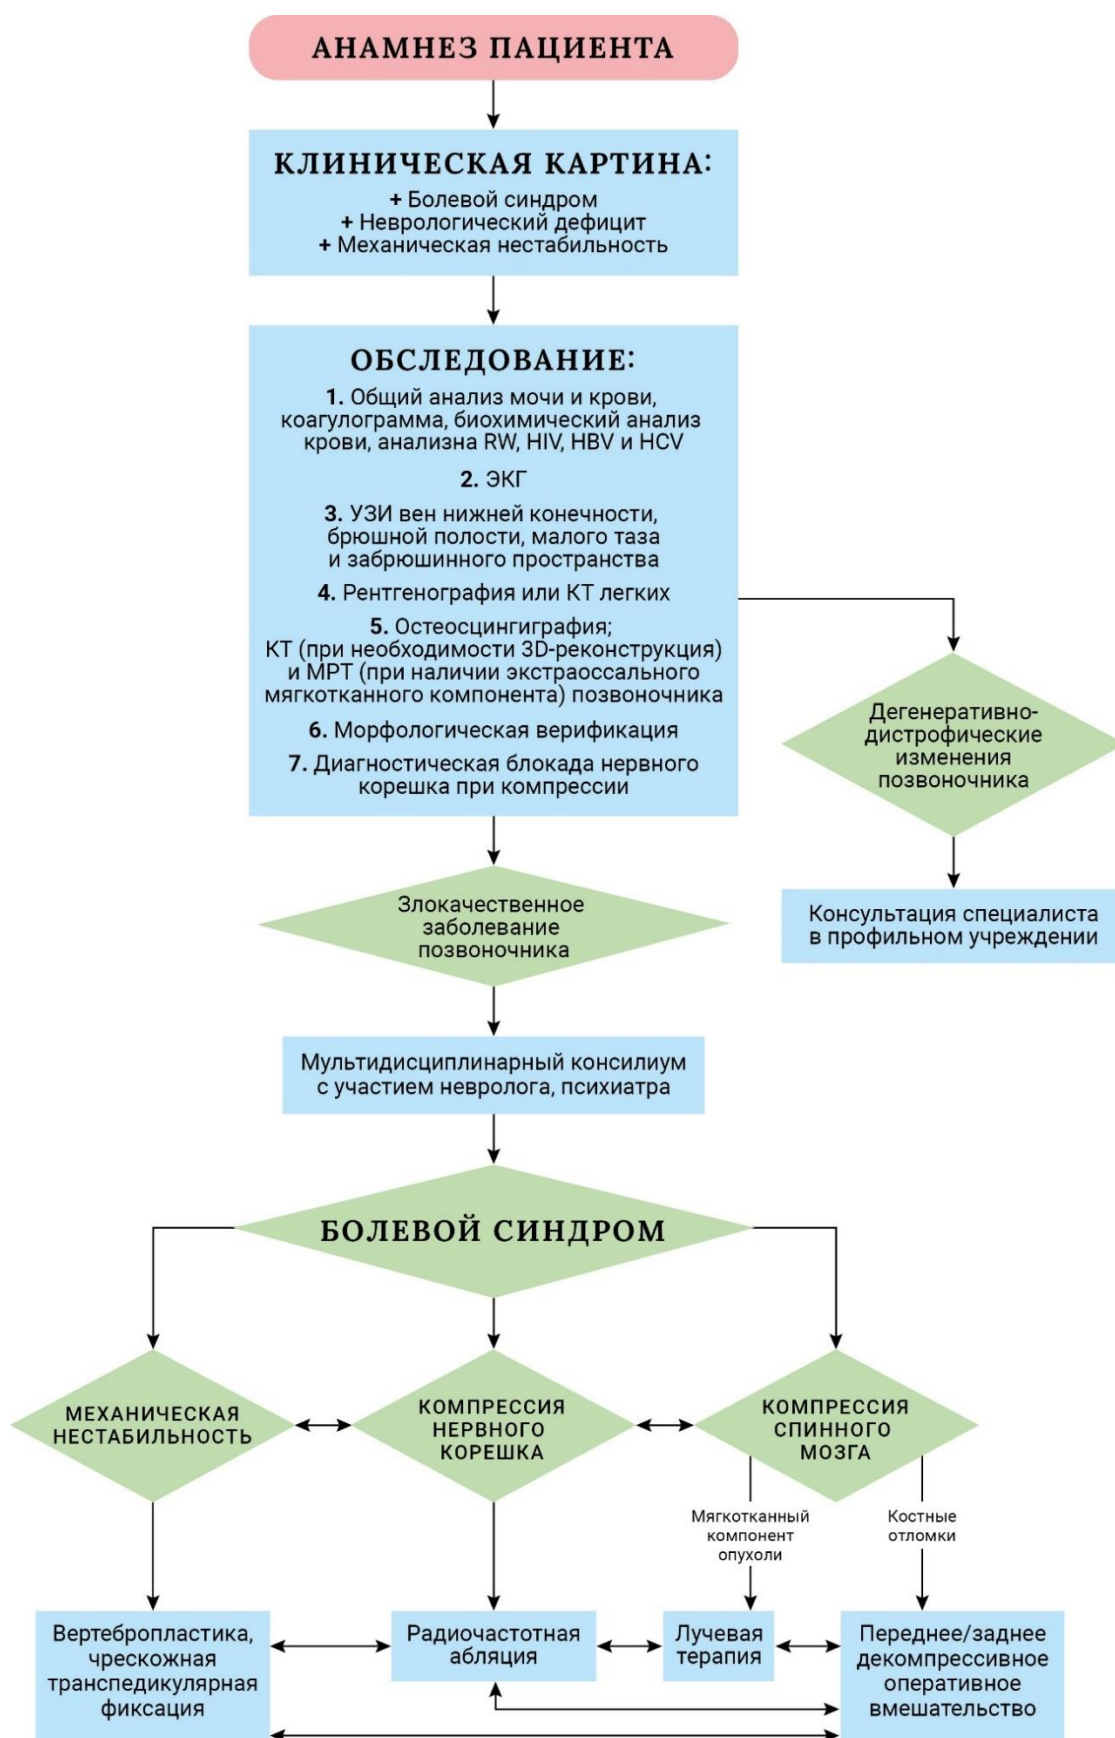 АНАМНЕЗ ПАЦИЕНТА
КЛИНИЧЕСКАЯ КАРТИНА:
+ Болевой синдром
+ Неврологический дефицит
+ Механическая нестабильность
ОБСЛЕДОВАНИЕ:
1. Общий анализ мочи и крови,
коагулограмма, биохимический анализ
крови, анализна RW, HIV, HBV и HCV
2. ЭКГ
3. УЗИ вен нижней конечности,
брюшной полости, малого таза
и забрюшинного пространства
4. Рентгенография или КТ легких
5. Остеосцингиграфия;
КТ (при необходимости 3D-реконструкция)
и МРТ (при наличии экстраоссального
мягкотканного компонента) позвоночника
6. Морфологическая верификация
7. Диагностическая блокада нервного
корешка при компрессии
Дегенеративно-
дистрофические
изменения
позвоночника
Консультация специалиста
в профильном учреждении
Злокачественное
заболевание
позвоночника
Мультидисциплинарный консилиум
с участием невролога, психиатра
БОЛЕВОЙ СИНДРОМ
МЕХАНИЧЕСКАЯ
НЕСТАБИЛЬНОСТЬ
КОМПРЕССИЯ
НЕРВНОГО
КОРЕШКА
КОМПРЕССИЯ
СПИННОГО
МОЗГА
Мягкотканный
компонент
опухоли
Костные
отломки
Вертебропластика,
чрескожная
транспедикулярная
фиксация
Радиочастотная
абляция
Лучевая
терапия
Переднее/заднее
декомпрессивное
оперативное
вмешательство